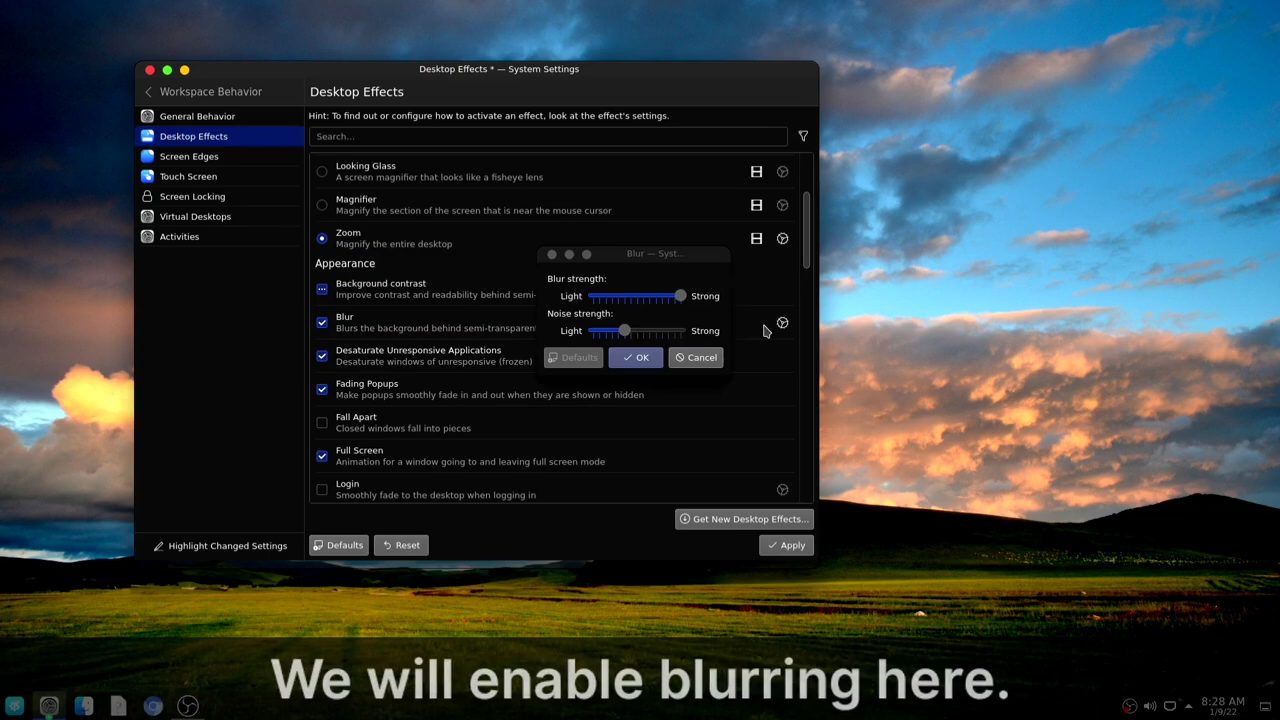 Desktop Effects * — System Settings
Workspace Behavior
Desktop Effects
General Behavior
Desktop Effects
Screen Edges
Touch Screen
Screen Locking
Virtual Desktops
Activities
Highlight Changed Settings
Hint: To find out or configure how to activate an effect, look at the effect's settings.
Search...
Looking Glass
A screen magnifier that looks like a fisheye lens
Magnifier
Magnify the section of the screen that is near the mouse cursor
Zoom
Magnify the entire desktop
Appearance
Background contrast
Improve contrast and readability behind semi-
Blur
Blurs the background behind semi-transparent
Desaturate Unresponsive Applications
Desaturate windows of unresponsive (frozen)
Fading Popups
Make popups smoothly fade in and out when they are shown or hidden
Fall Apart
Closed windows fall into pieces
Full Screen
Animation for a window going to and leaving full screen mode
Login
Smoothly fade to the desktop when logging in
Blur — Syst...
Blur strength:
Light Strong
Noise strength:
Light Strong
Defaults OK Cancel
Get New Desktop Effects...
Defaults Reset Apply
We will enable blurring here.
8:28 AM
1/9/22